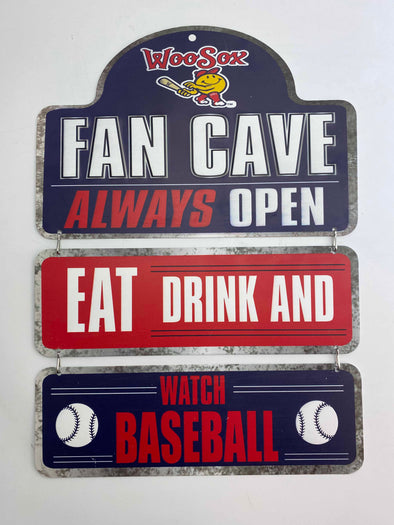 WooSox
FAN CAVE
ALWAYS OPEN
EAT DRINK AND
WATCH
BASEBALL